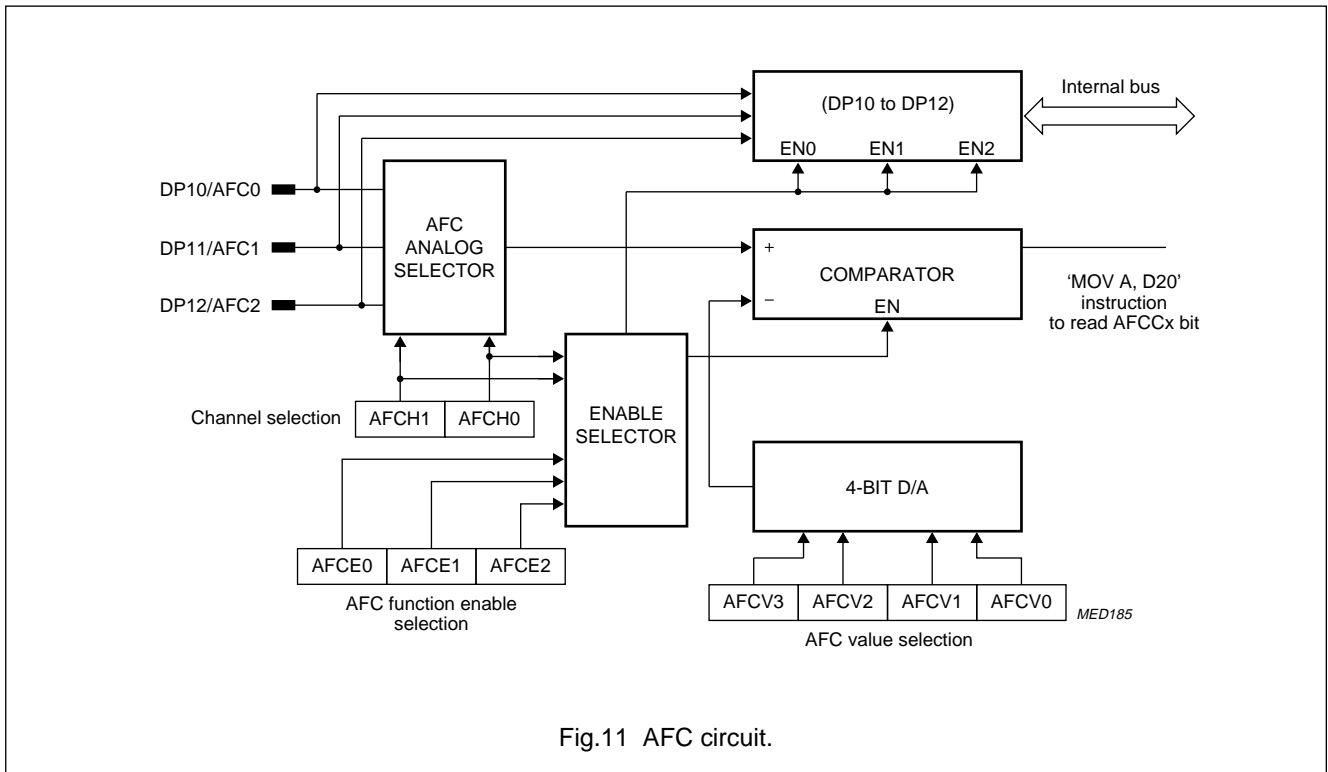 (DP10 to DP12)
EN0 EN1 EN2
Internal bus
DP10/AFC0
DP11/AFC1
DP12/AFC2
AFC
ANALOG
SELECTOR
+
COMPARATOR
−
EN
‘MOV A, D20’
instruction
to read AFCCx bit
Channel selection
AFCH1 AFCH0
ENABLE
SELECTOR
4-BIT D/A
AFCE0 AFCE1 AFCE2
AFC function enable
selection
AFCV3 AFCV2 AFCV1 AFCV0
MED185
AFC value selection
Fig.11 AFC circuit.